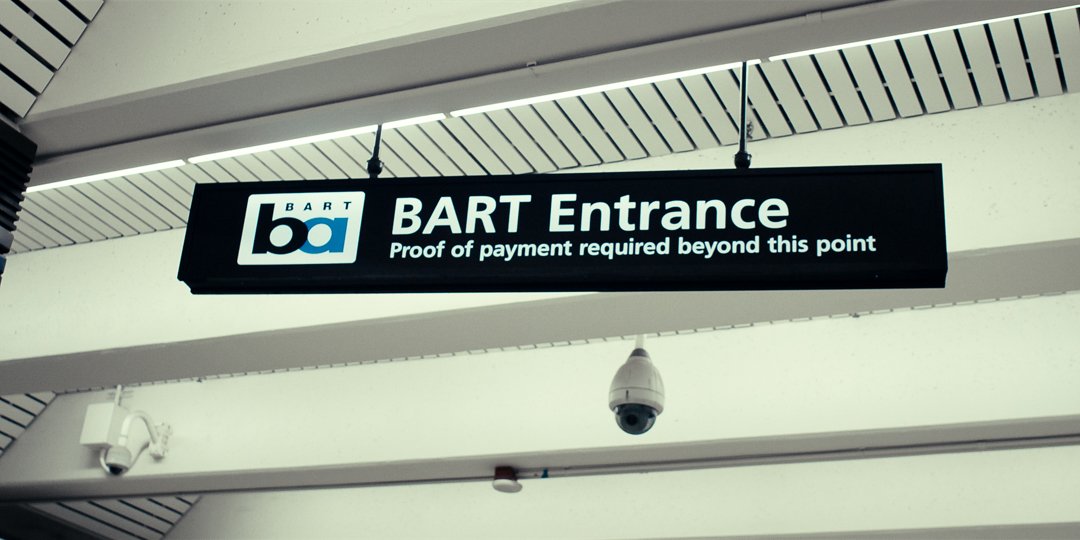 BART
ba
BART Entrance
Proof of payment required beyond this point